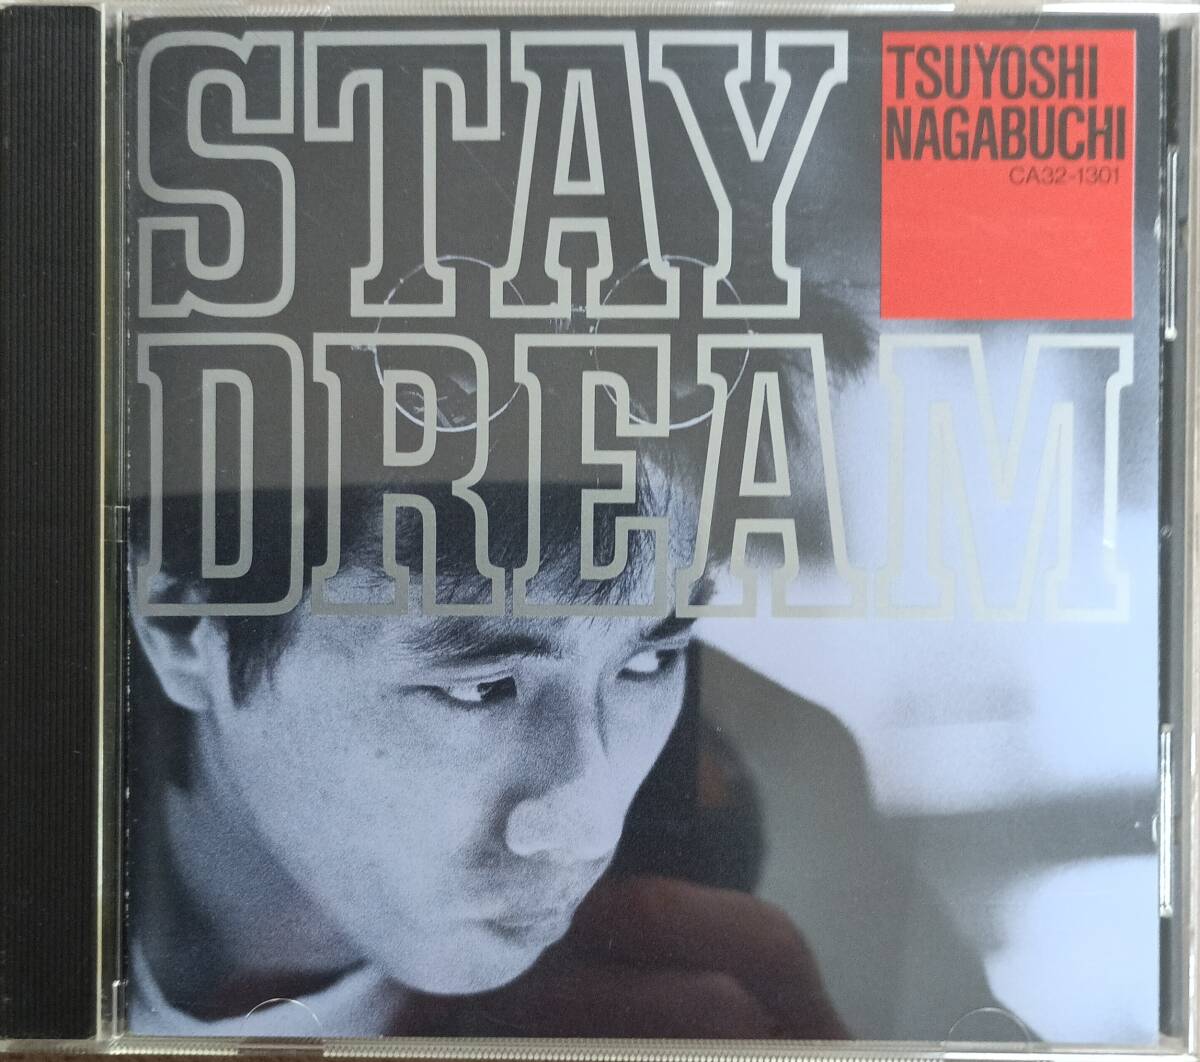 STAY
DREAM
TSUYOSHI
NAGABUCHI
CA32-1301